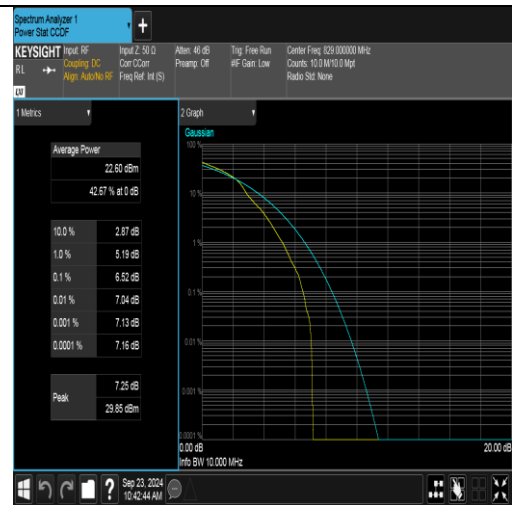 Spectrum Analyzer 1
Power Stat CCDF
KEYSIGHT
RL
LXI
Input: RF
Coupling: DC
Align: Auto/No RF
Input Z: 50 Ω
Corr CCorr
Freq Ref: Int (S)
Atten: 46 dB
Preamp: Off
Trig: Free Run
#IF Gain: Low
Center Freq: 829.000000 MHz
Counts: 10.0 M/10.0 Mpt
Radio Std: None
1 Metrics
Average Power
22.60 dBm
42.67 % at 0 dB
10.0 % 2.87 dB
1.0 % 5.19 dB
0.1 % 6.52 dB
0.01 % 7.04 dB
0.001 % 7.13 dB
0.0001 % 7.16 dB
Peak
7.25 dB
29.85 dBm
2 Graph
Gaussian
100 %
10 %
1 %
0.1 %
0.01 %
0.001 %
0.0001 %
0.00 dB
20.00 dB
Info BW 10.000 MHz
?
Sep 23, 2024
10:42:44 AM